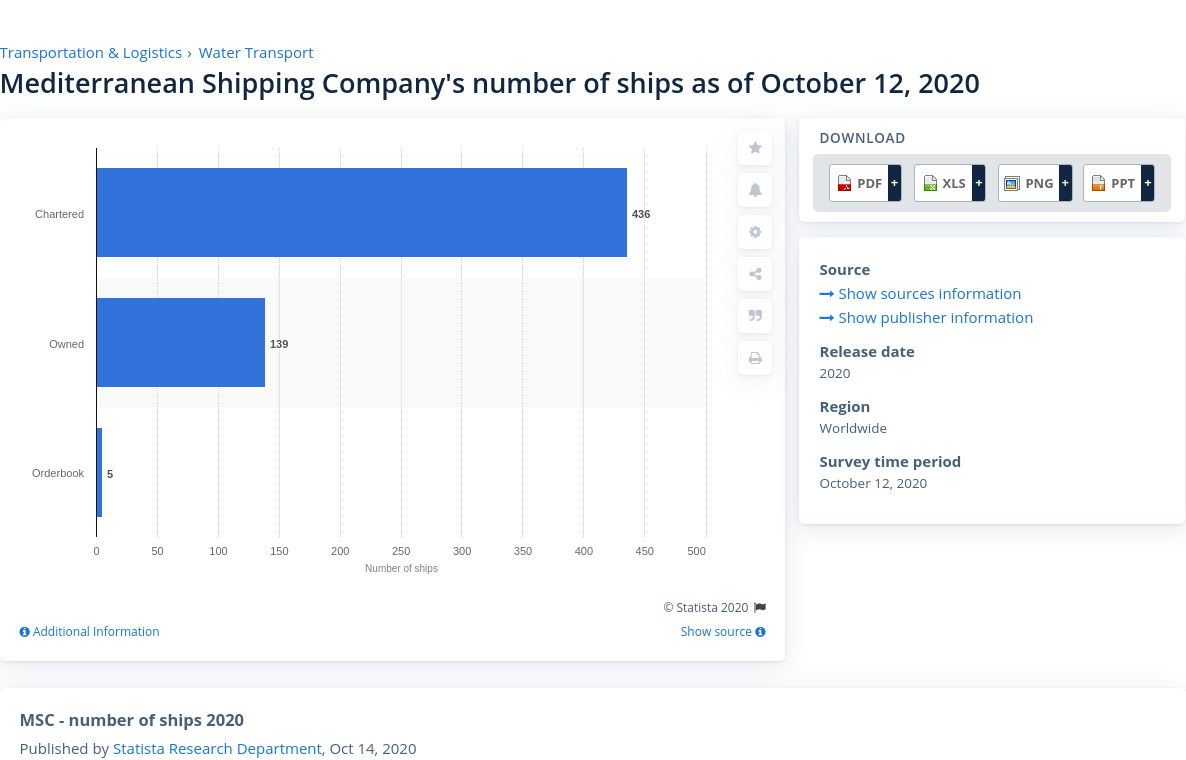 Transportation & Logistics › Water Transport
Mediterranean Shipping Company's number of ships as of October 12, 2020
Chartered
436
Owned
139
Orderbook
5
0 50 100 150 200 250 300 350 400 450 500
Number of ships
© Statista 2020
Additional Information
Show source
DOWNLOAD
PDF + XLS + PNG + PPT +
Source
Show sources information
Show publisher information
Release date
2020
Region
Worldwide
Survey time period
October 12, 2020
MSC - number of ships 2020
Published by Statista Research Department, Oct 14, 2020